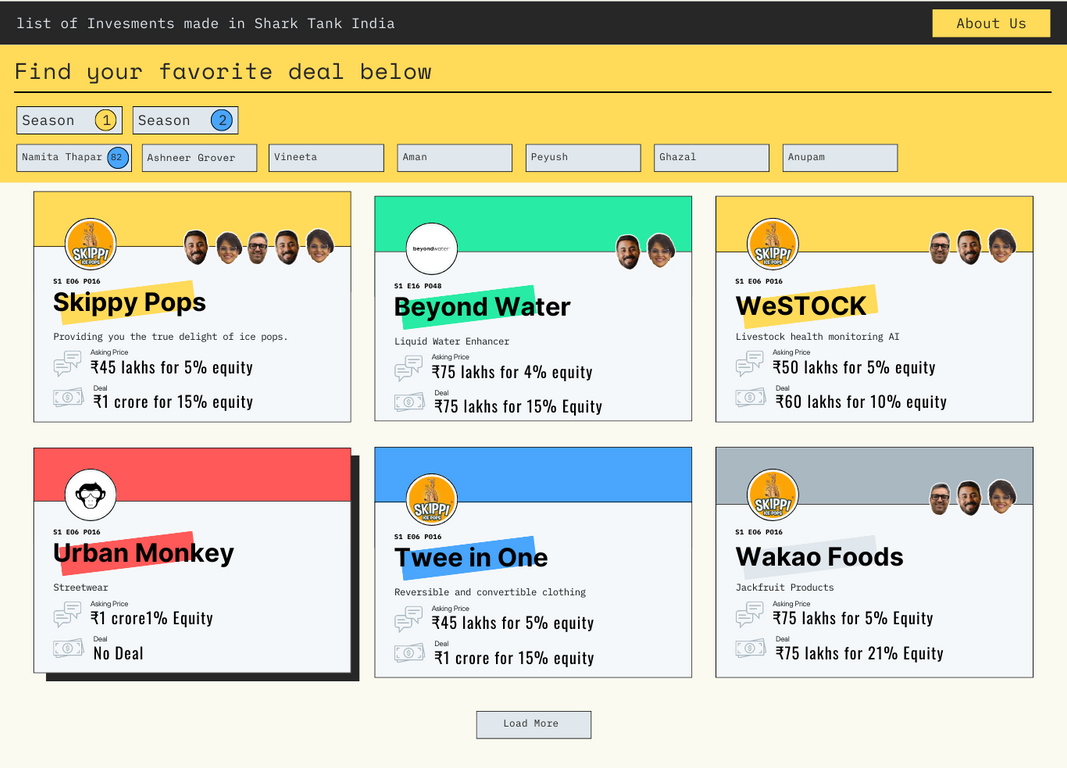 list of Invesments made in Shark Tank India
About Us
Find your favorite deal below
Season 1
Season 2
Namita Thapar 82
Ashneer Grover
Vineeta
Aman
Peyush
Ghazal
Anupam
SKIPPI
ICE POPS
S1 E06 P016
Skippy Pops
Providing you the true delight of ice pops.
Asking Price
₹45 lakhs for 5% equity
Deal
₹1 crore for 15% equity
beyondwater
S1 E16 P048
Beyond Water
Liquid Water Enhancer
Asking Price
₹75 lakhs for 4% equity
Deal
₹75 lakhs for 15% Equity
SKIPPI
ICE POPS
S1 E06 P016
WeSTOCK
Livestock health monitoring AI
Asking Price
₹50 lakhs for 5% equity
Deal
₹60 lakhs for 10% equity
S1 E06 P016
Urban Monkey
Streetwear
Asking Price
₹1 crore1% Equity
Deal
No Deal
SKIPPI
ICE POPS
S1 E06 P016
Twee in One
Reversible and convertible clothing
Asking Price
₹45 lakhs for 5% equity
Deal
₹1 crore for 15% equity
SKIPPI
ICE POPS
S1 E06 P016
Wakao Foods
Jackfruit Products
Asking Price
₹75 lakhs for 5% Equity
Deal
₹75 lakhs for 21% Equity
Load More